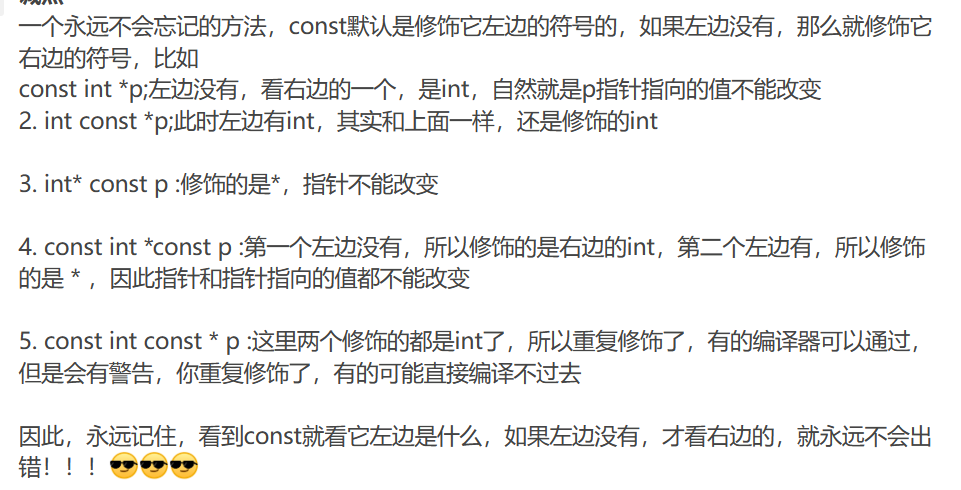 一个永远不会忘记的方法，const默认是修饰它左边的符号的，如果左边没有，那么就修饰它
右边的符号，比如
const int *p;左边没有，看右边的一个，是int，自然就是p指针指向的值不能改变
2. int const *p;此时左边有int，其实和上面一样，还是修饰的int
3. int* const p :修饰的是*，指针不能改变
4. const int *const p :第一个左边没有，所以修饰的是右边的int，第二个左边有，所以修饰
的是 * ，因此指针和指针指向的值都不能改变
5. const int const * p :这里两个修饰的都是int了，所以重复修饰了，有的编译器可以通过，
但是会有警告，你重复修饰了，有的可能直接编译不过去
因此，永远记住，看到const就看它左边是什么，如果左边没有，才看右边的，就永远不会出
错！！！😎😎😎